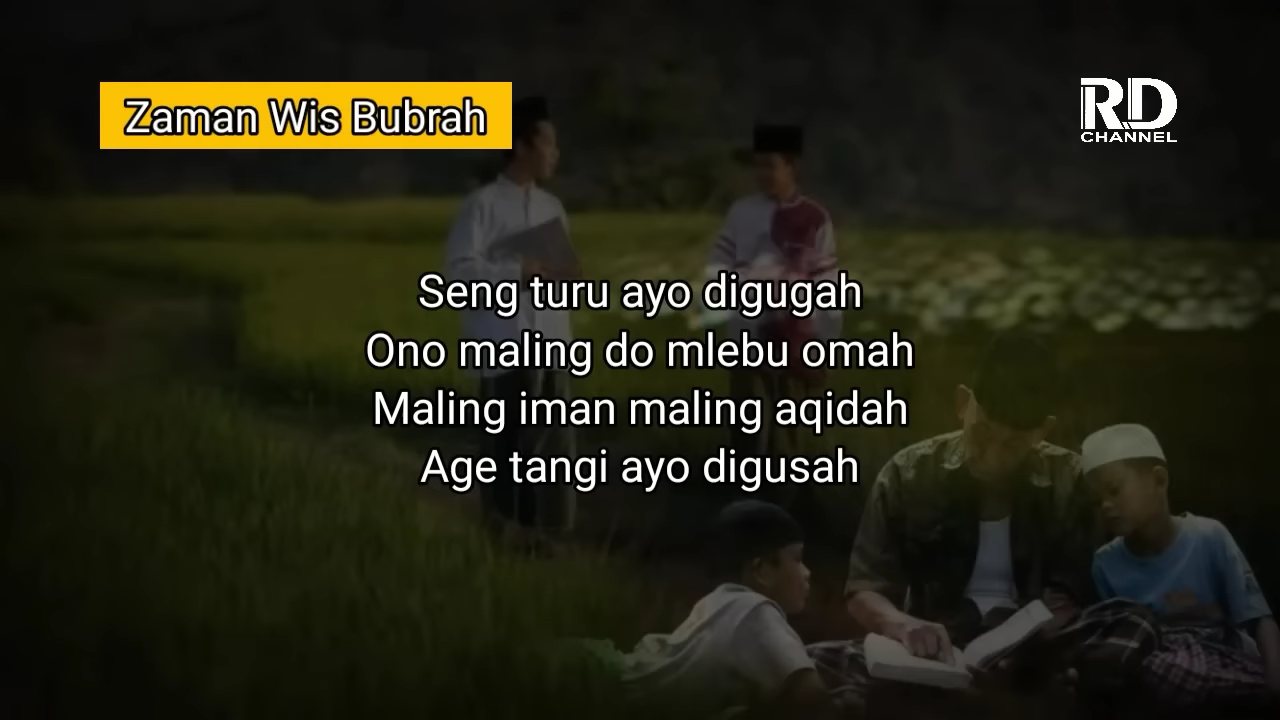 Zaman Wis Bubrah
RD
CHANNEL
Seng turu ayo digugah
Ono maling do mlebu omah
Maling iman maling aqidah
Age tangi ayo digusah